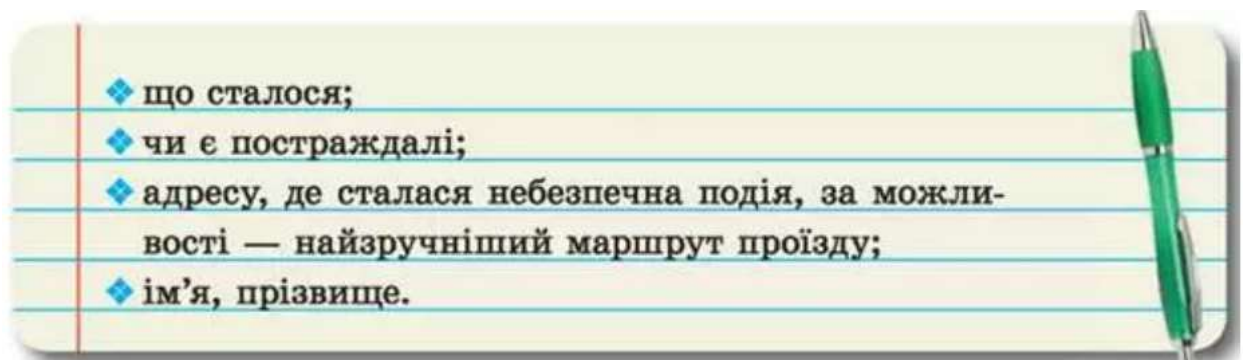 ❖ що сталося;
❖ чи є постраждалі;
❖ адресу, де сталася небезпечна подія, за можли-
вості — найзручніший маршрут проїзду;
❖ ім’я, прізвище.